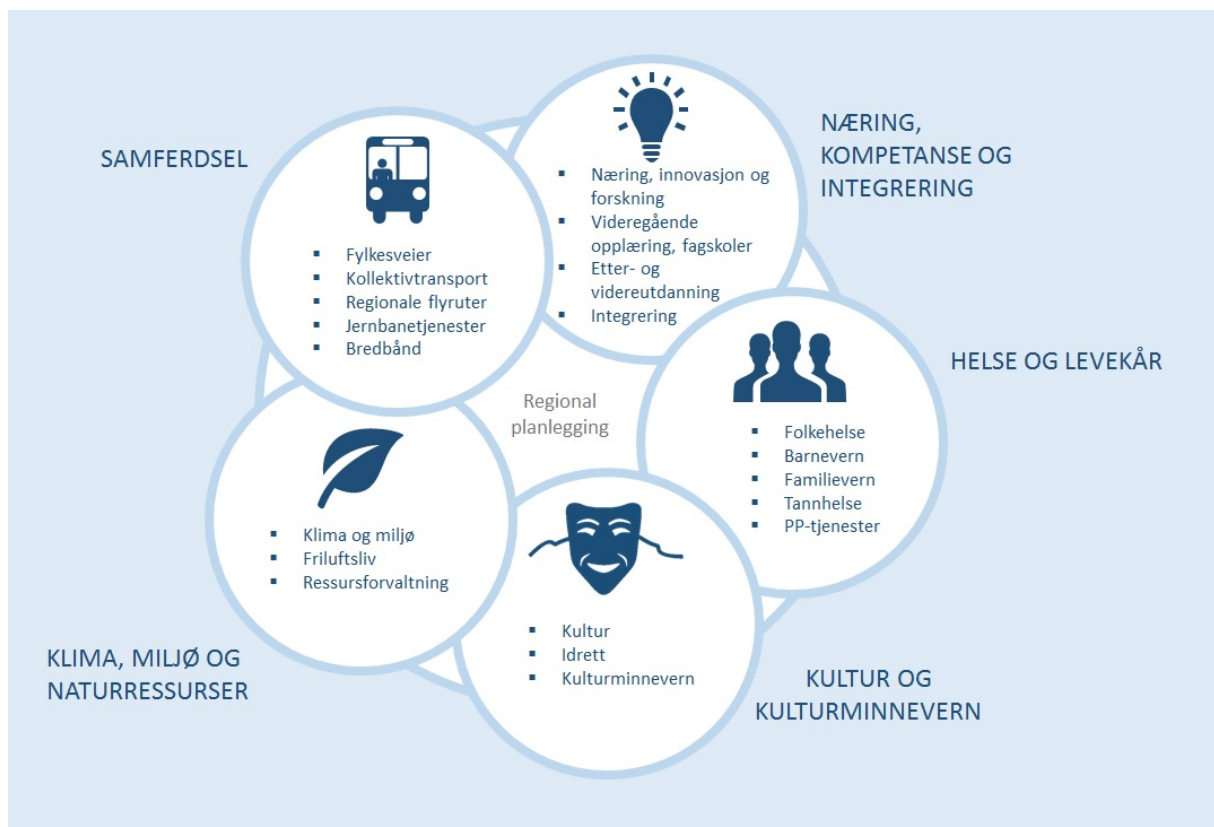 SAMFERDSEL
Fylkesveier
Kollektivtransport
Regionale flyruter
Jernbanetjenester
Bredbånd
NÆRING,
KOMPETANSE OG
INTEGRERING
Næring, innovasjon og
forskning
Videregående
opplæring, fagskoler
Etter- og
videreutdanning
Integrering
HELSE OG LEVEKÅR
Folkehelse
Barnevern
Familievern
Tannhelse
PP-tjenester
Regional
planlegging
Klima og miljø
Friluftsliv
Ressursforvaltning
KLIMA, MILJØ OG
NATURRESSURSER
Kultur
Idrett
Kulturminnevern
KULTUR OG
KULTURMINNEVERN